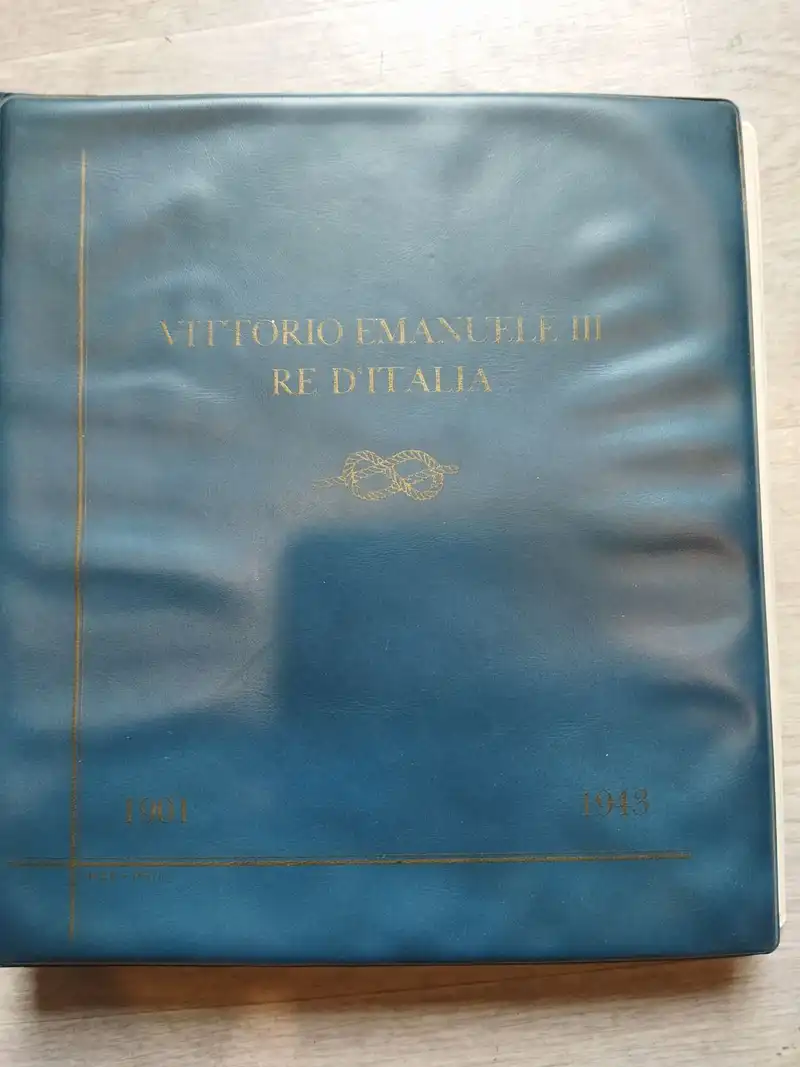 VITTORIO EMANUELE III
RE D'ITALIA
1901
1943